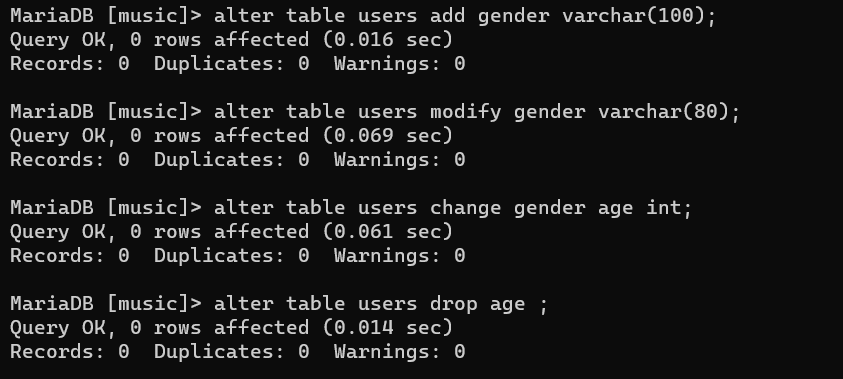 MariaDB [music]> alter table users add gender varchar(100);
Query OK, 0 rows affected (0.016 sec)
Records: 0  Duplicates: 0  Warnings: 0
MariaDB [music]> alter table users modify gender varchar(80);
Query OK, 0 rows affected (0.069 sec)
Records: 0  Duplicates: 0  Warnings: 0
MariaDB [music]> alter table users change gender age int;
Query OK, 0 rows affected (0.061 sec)
Records: 0  Duplicates: 0  Warnings: 0
MariaDB [music]> alter table users drop age ;
Query OK, 0 rows affected (0.014 sec)
Records: 0  Duplicates: 0  Warnings: 0